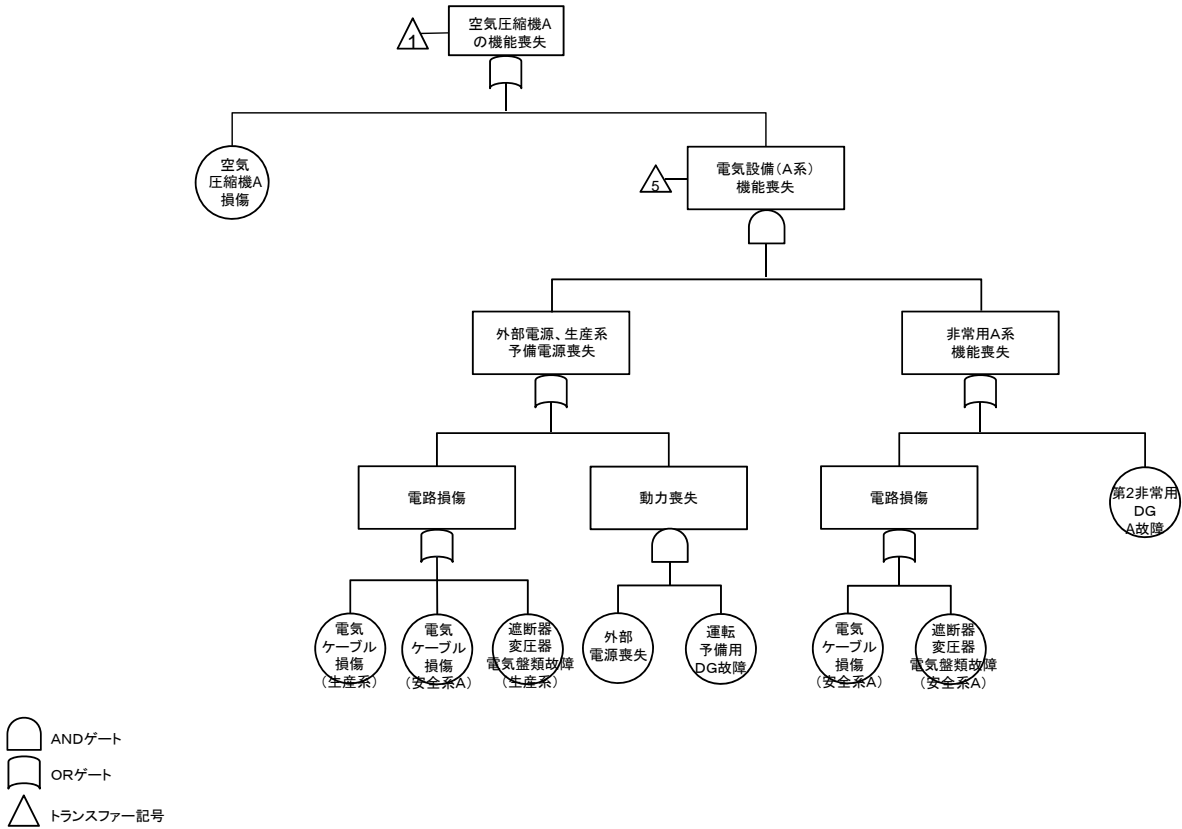 空気圧縮機A
の機能喪失
1
空気
圧縮機A
損傷
電気設備(A系)
機能喪失
5
外部電源、生産系
予備電源喪失
非常用A系
機能喪失
電路損傷
動力喪失
電路損傷
第2非常用
DG
A故障
電気
ケーブル
損傷
(生産系)
電気
ケーブル
損傷
(安全系A)
遮断器
変圧器
電気盤類故障
(生産系)
外部
電源喪失
運転
予備用
DG故障
電気
ケーブル
損傷
(安全系A)
遮断器
変圧器
電気盤類故障
(安全系A)
ANDゲート
ORゲート
トランスファー記号